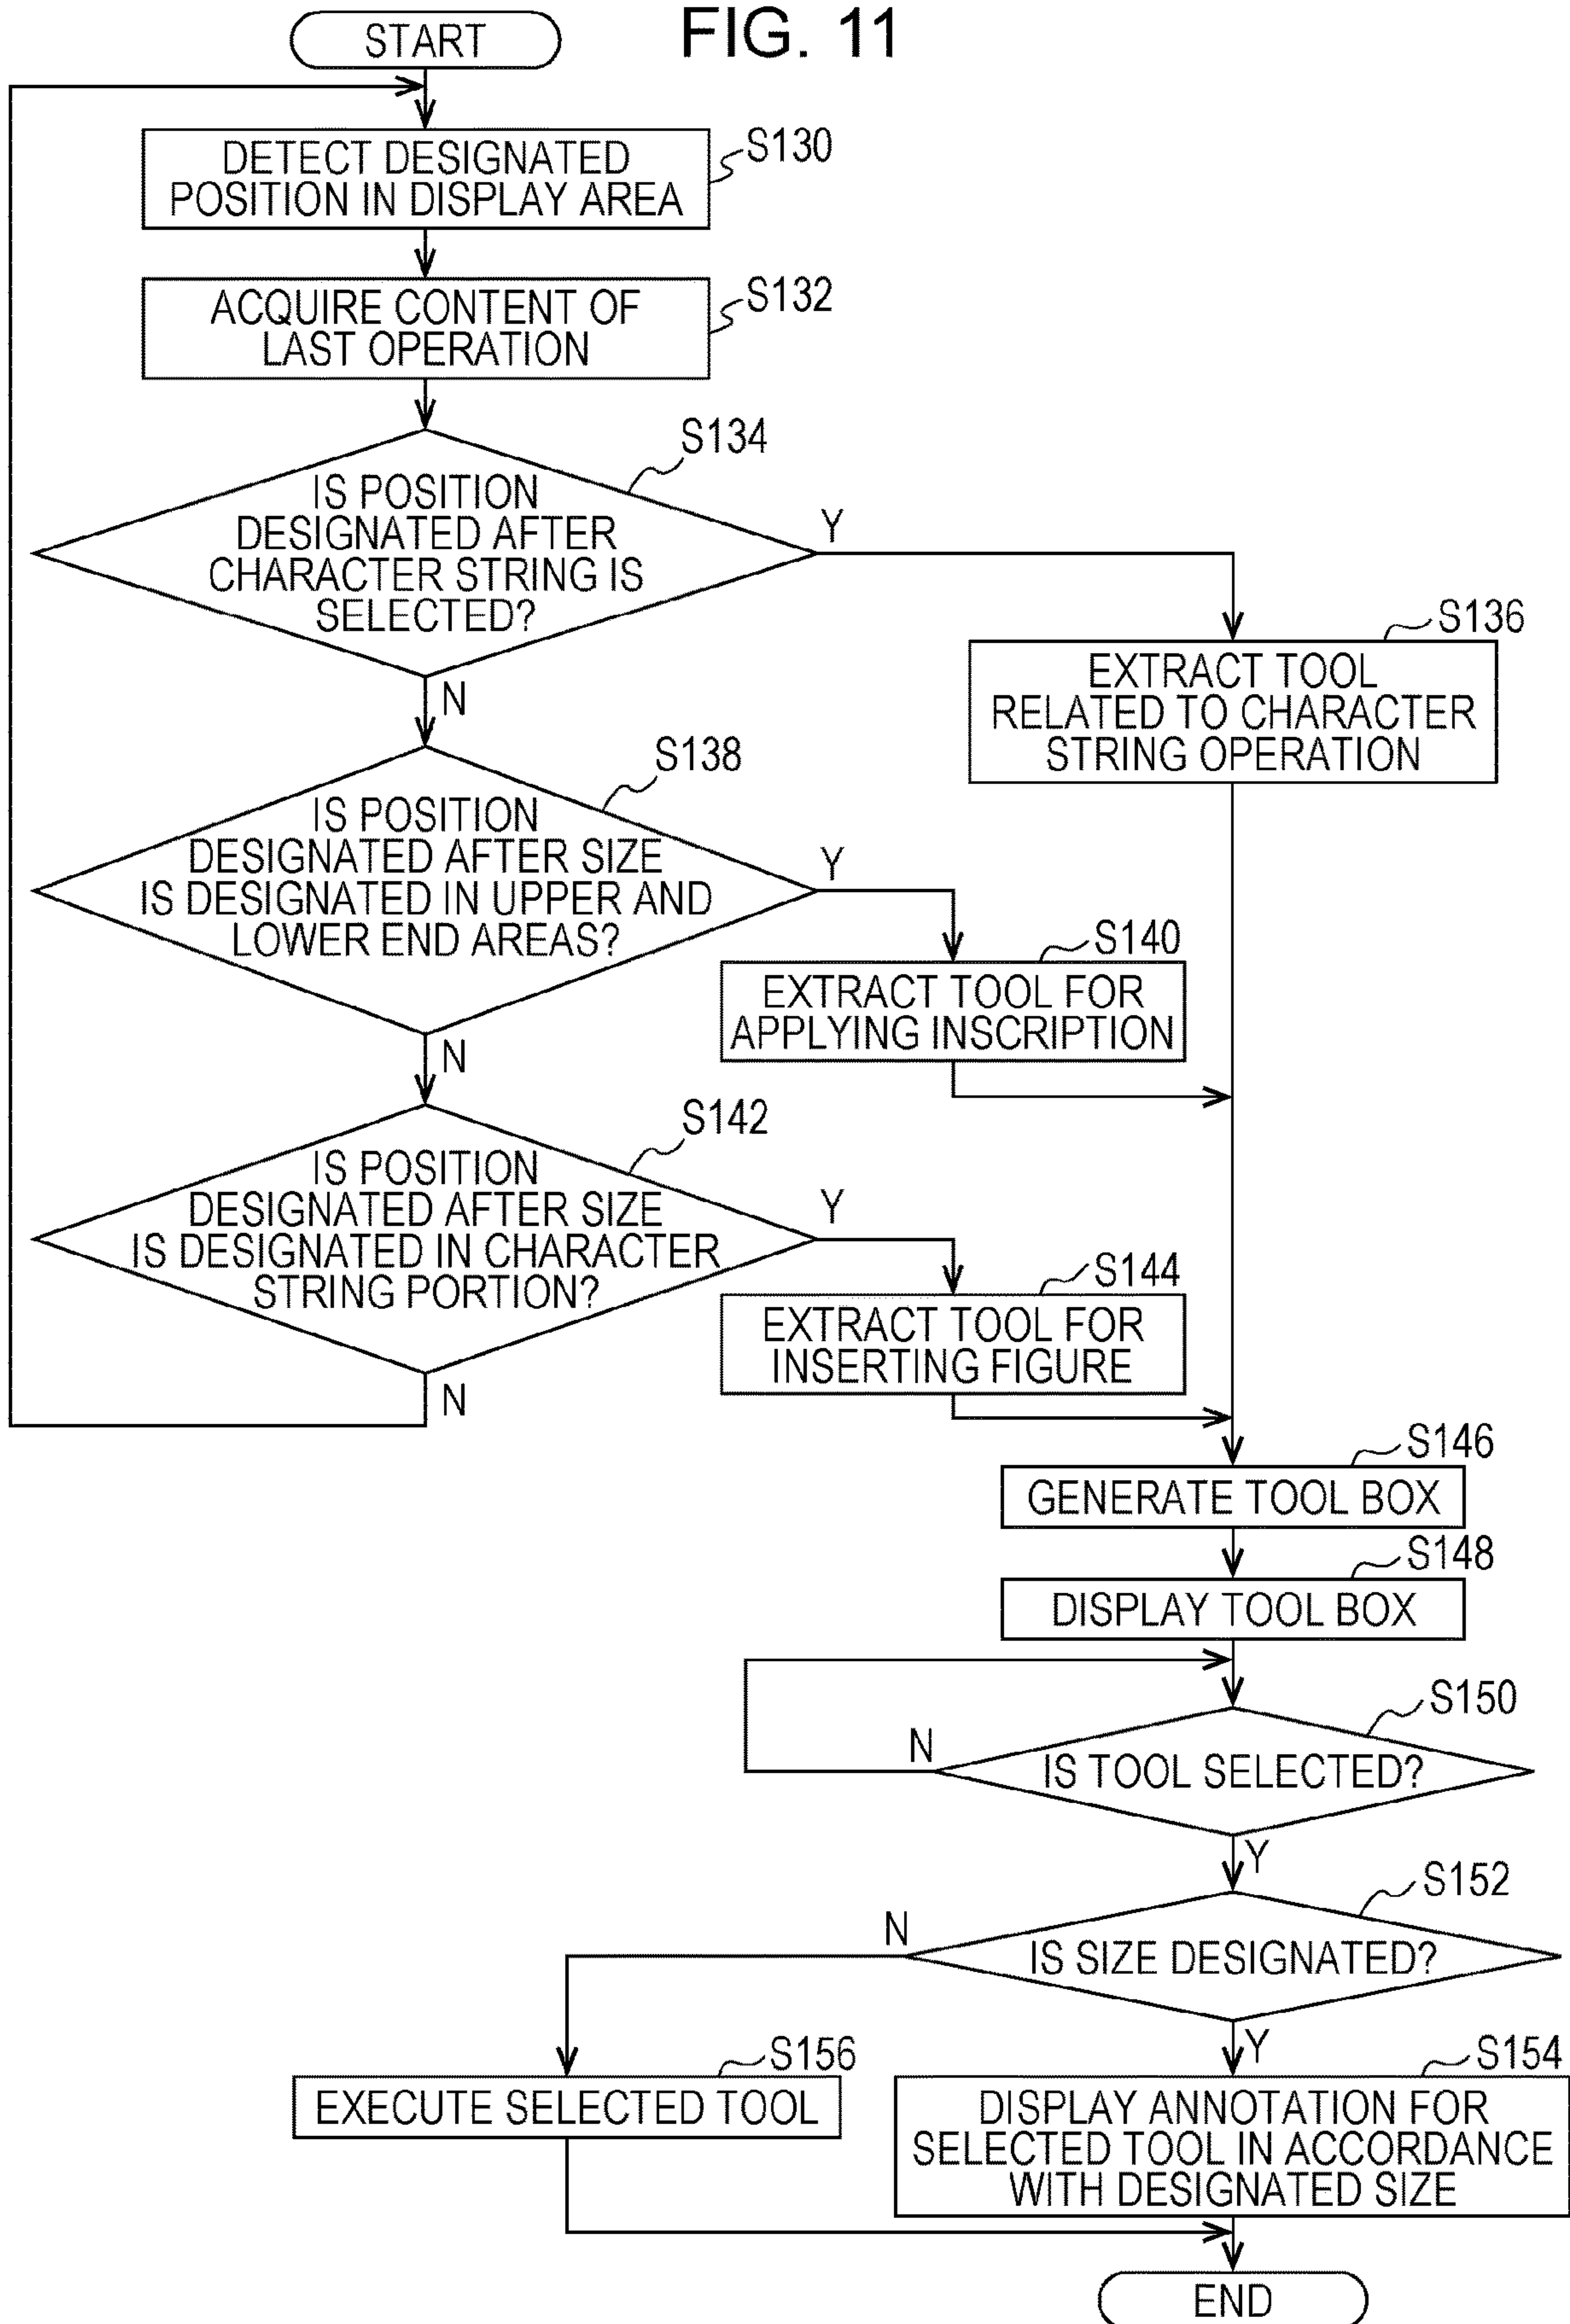 FIG. 11
START
DETECT DESIGNATED
POSITION IN DISPLAY AREA
S130
ACQUIRE CONTENT OF
LAST OPERATION
S132
S134
IS POSITION
DESIGNATED AFTER
CHARACTER STRING IS
SELECTED?
Y
N
S136
EXTRACT TOOL
RELATED TO CHARACTER
STRING OPERATION
S138
IS POSITION
DESIGNATED AFTER SIZE
IS DESIGNATED IN UPPER AND
LOWER END AREAS?
Y
N
S140
EXTRACT TOOL FOR
APPLYING INSCRIPTION
S142
IS POSITION
DESIGNATED AFTER SIZE
IS DESIGNATED IN CHARACTER
STRING PORTION?
Y
N
S144
EXTRACT TOOL FOR
INSERTING FIGURE
S146
GENERATE TOOL BOX
S148
DISPLAY TOOL BOX
S150
N
IS TOOL SELECTED?
Y
S152
N
IS SIZE DESIGNATED?
Y
S156
EXECUTE SELECTED TOOL
S154
DISPLAY ANNOTATION FOR
SELECTED TOOL IN ACCORDANCE
WITH DESIGNATED SIZE
END